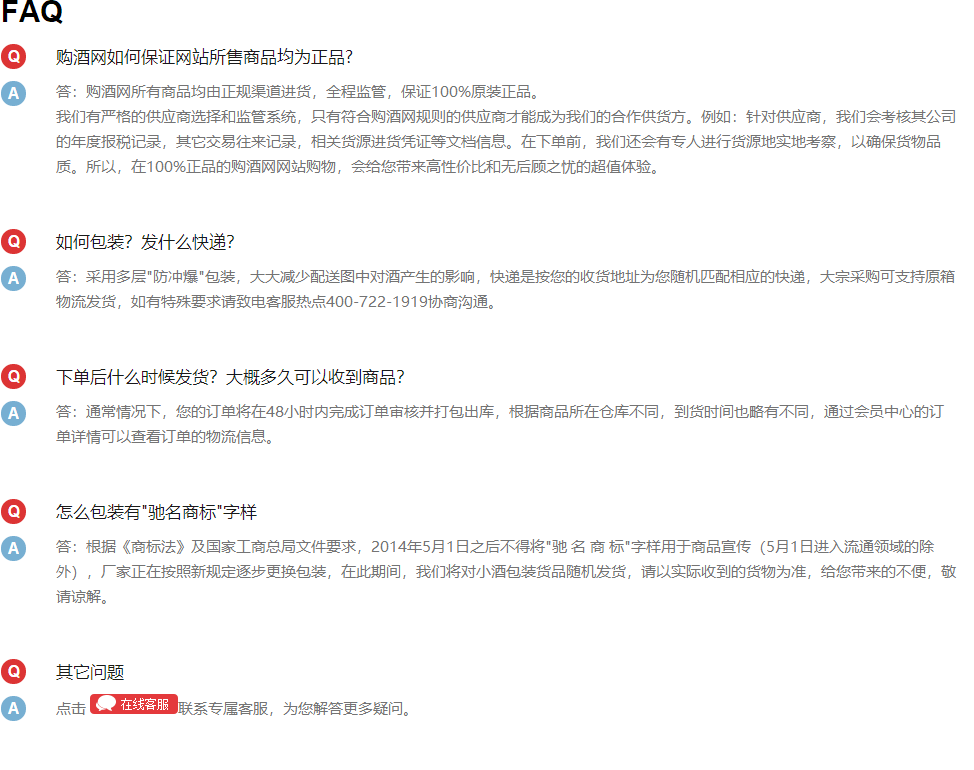 FAQ
Q 购酒网如何保证网站所售商品均为正品?
A 答：购酒网所有商品均由正规渠道进货，全程监管，保证100%原装正品。
我们有严格的供应商选择和监管系统，只有符合购酒网规则的供应商才能成为我们的合作供货方。例如：针对供应商，我们会考核其公司
的年度报税记录，其它交易往来记录，相关货源进货凭证等文档信息。在下单前，我们还会有专人进行货源地实地考察，以确保货物品
质。所以，在100%正品的购酒网网站购物，会给您带来高性价比和无后顾之忧的超值体验。
Q 如何包装？发什么快递?
A 答：采用多层"防冲爆"包装，大大减少配送图中对酒产生的影响，快递是按您的收货地址为您随机匹配相应的快递，大宗采购可支持原箱
物流发货，如有特殊要求请致电客服热点400-722-1919协商沟通。
Q 下单后什么时候发货？大概多久可以收到商品?
A 答：通常情况下，您的订单将在48小时内完成订单审核并打包出库，根据商品所在仓库不同，到货时间也略有不同，通过会员中心的订
单详情可以查看订单的物流信息。
Q 怎么包装有"驰名商标"字样
A 答：根据《商标法》及国家工商总局文件要求，2014年5月1日之后不得将"驰 名 商 标"字样用于商品宣传（5月1日进入流通领域的除
外），厂家正在按照新规定逐步更换包装，在此期间，我们将对小酒包装货品随机发货，请以实际收到的货物为准，给您带来的不便，敬
请谅解。
Q 其它问题
A 点击 在线客服 联系专属客服，为您解答更多疑问。